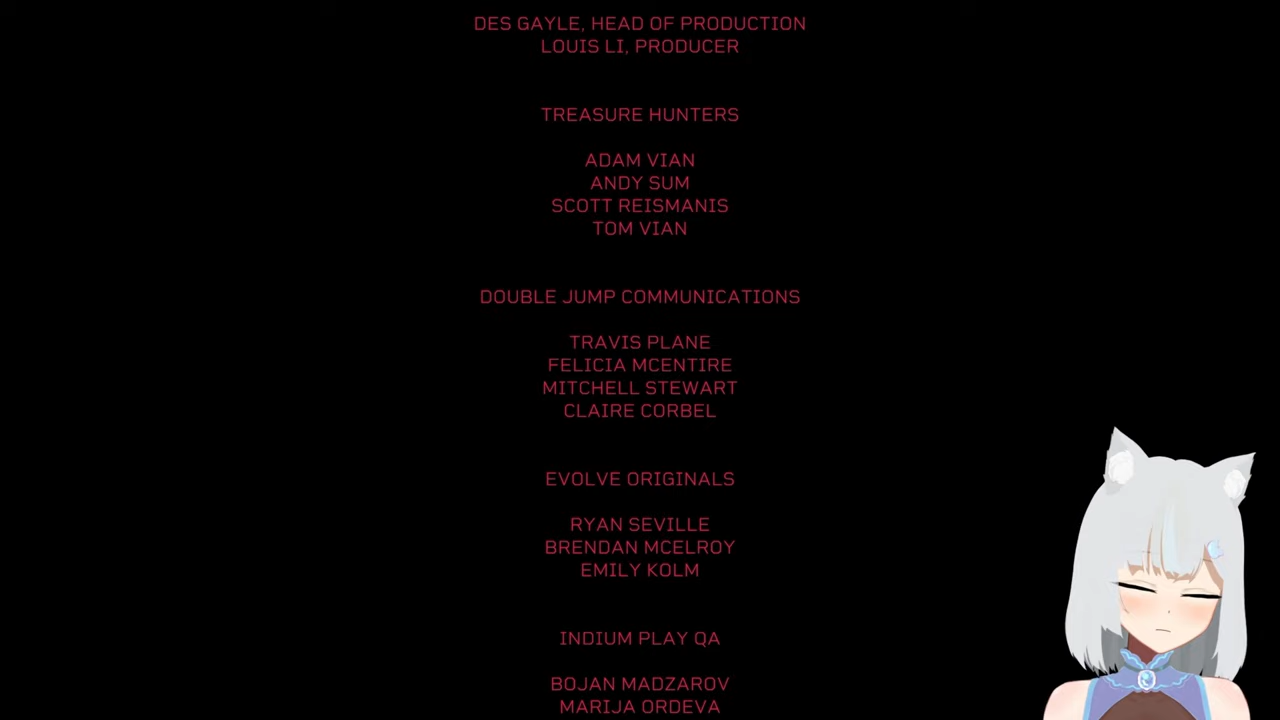 DES GAYLE, HEAD OF PRODUCTION
LOUIS LI, PRODUCER
TREASURE HUNTERS
ADAM VIAN
ANDY SUM
SCOTT REISMANIS
TOM VIAN
DOUBLE JUMP COMMUNICATIONS
TRAVIS PLANE
FELICIA MCENTIRE
MITCHELL STEWART
CLAIRE CORBEL
EVOLVE ORIGINALS
RYAN SEVILLE
BRENDAN MCELROY
EMILY KOLM
INDIUM PLAY QA
BOJAN MADZAROV
MARIJA ORDEVA